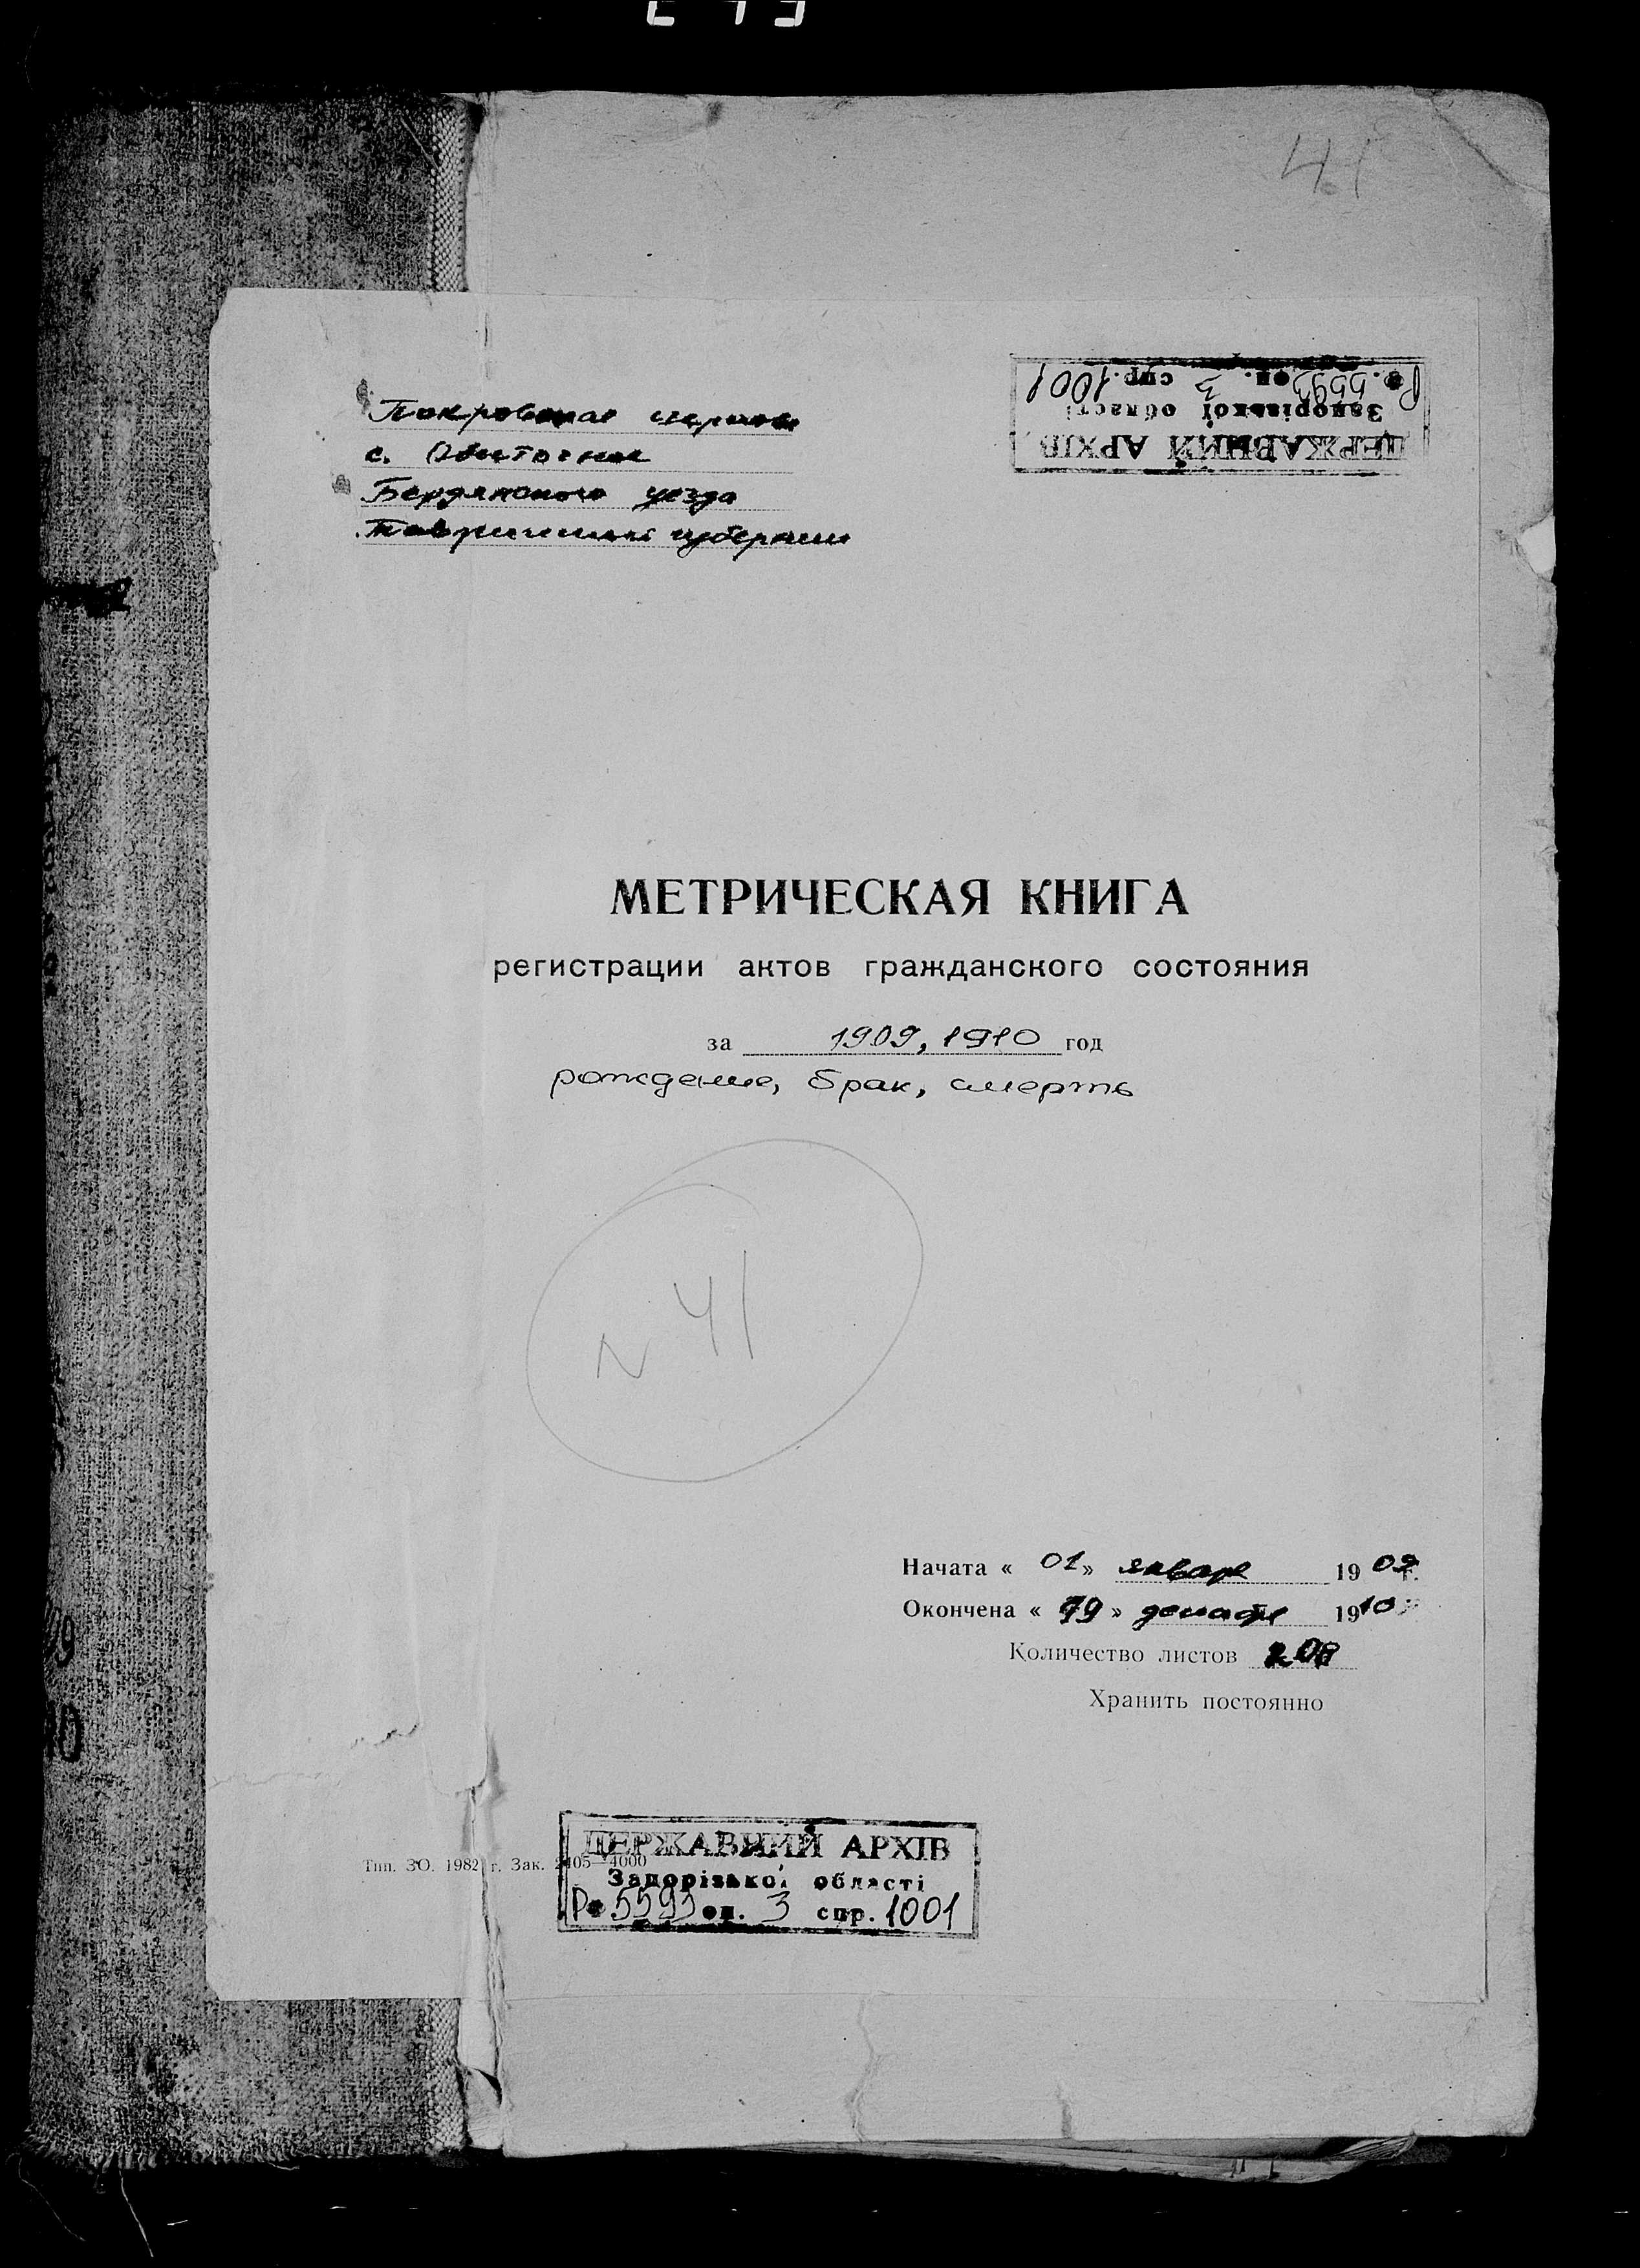 41
Покровская церковь
с. Обиточное
Бердянского уезда
Таврической губернии
ДЕРЖАВНИЙ АРХІВ
Запорізької області
Р. 5593 оп. 3 спр. 1001
МЕТРИЧЕСКАЯ КНИГА
регистрации актов гражданского состояния
за 1909, 1910 год
рождение, брак, смерть
N 41
Начата « 01 » января 1909 г.
Окончена « » декабря 1910
Количество листов
Хранить постоянно
Тип. ЗО. 1982 г. Зак. 2405—4000
ДЕРЖАВНИЙ АРХІВ
Запорізької області
Р. 5593 оп. 3 спр. 1001